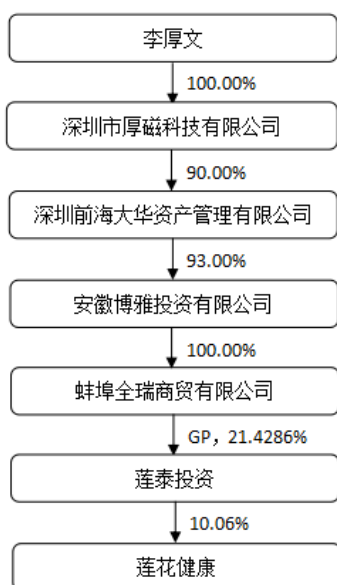 李厚文
100.00%
深圳市厚磁科技有限公司
90.00%
深圳前海大华资产管理有限公司
93.00%
安徽博雅投资有限公司
100.00%
蚌埠全瑞商贸有限公司
GP，21.4286%
莲泰投资
10.06%
莲花健康